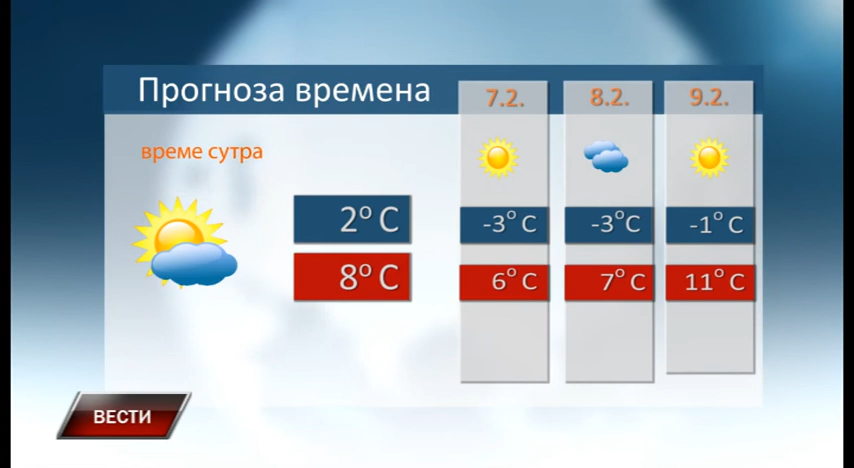 Прогноза времена
време сутра
2° C
8° C
7.2.
-3° C
6° C
8.2.
-3°C
7° C
9.2.
-1° C
11° C
ВЕСТИ